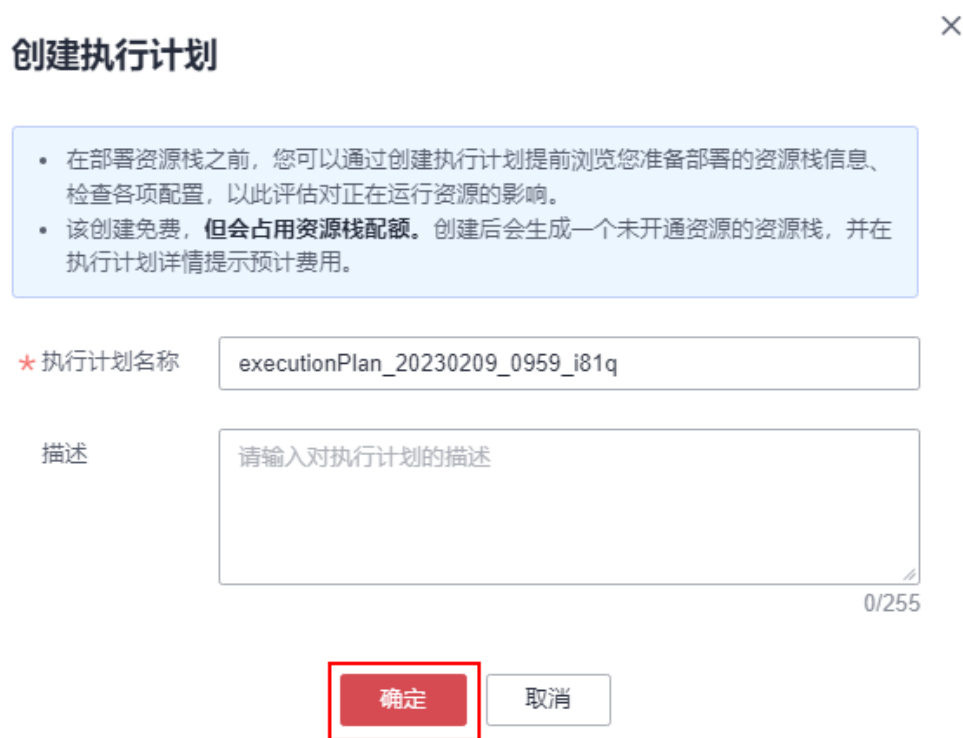 创建执行计划
• 在部署资源栈之前，您可以通过创建执行计划提前浏览您准备部署的资源栈信息、
检查各项配置，以此评估对正在运行资源的影响。
• 该创建免费，但会占用资源栈配额。创建后会生成一个未开通资源的资源栈，并在
执行计划详情提示预计费用。
* 执行计划名称 executionPlan_20230209_0959_i81q
描述 请输入对执行计划的描述
0/255
确定 取消